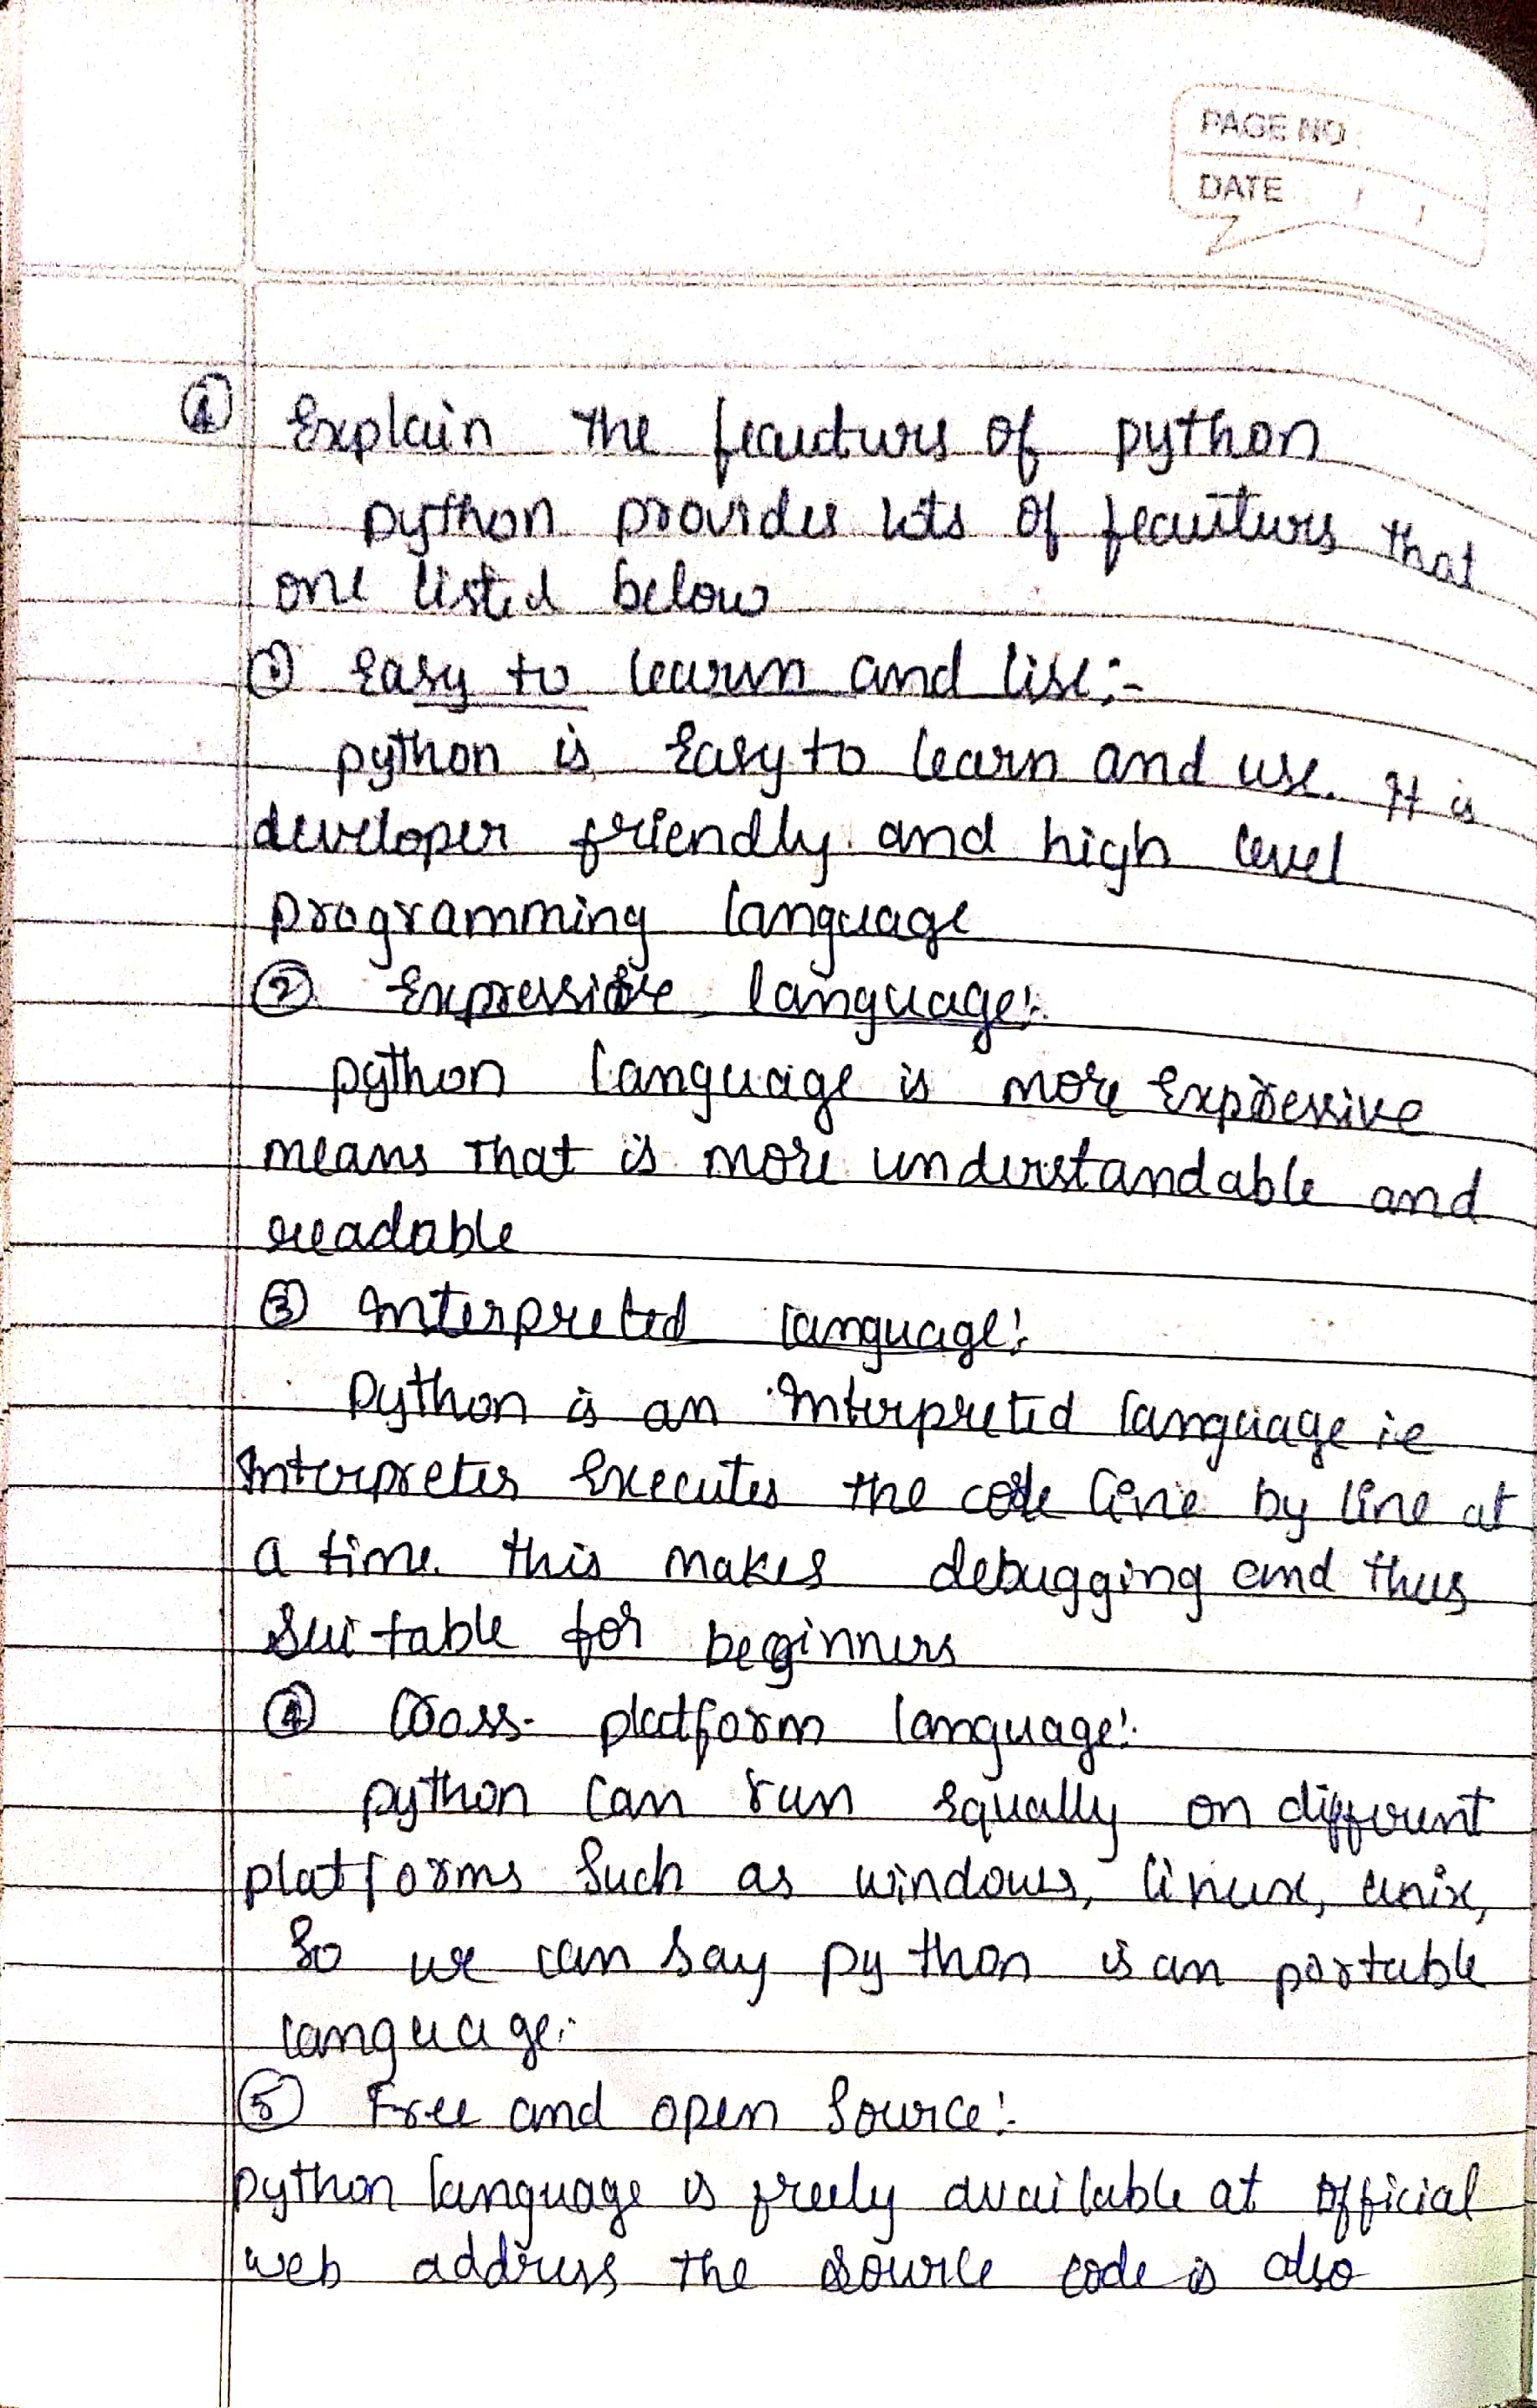 PAGE NO.
DATE / /
① Explain the feautures of python
python provides lots of feautures that
one listed below
① Easy to learn and Use:-
python is Easy to learn and use. It is
developer friendly and high level
programming language
② Expressive language:-
python language is more Expressive
means that is more understandable and
readable
③ Interpreted language:-
Python is an Interpreted language ie
Interpreter Executes the code line by line at
a time. this makes debugging and thus
Suitable for beginners
④ Cross-platform language:-
python Can run Equally on different
platforms Such as windows, linux, unix,
So we can say python is an portable
language.
⑤ Free and open Source:-
python language is freely available at official
web address the source code is also